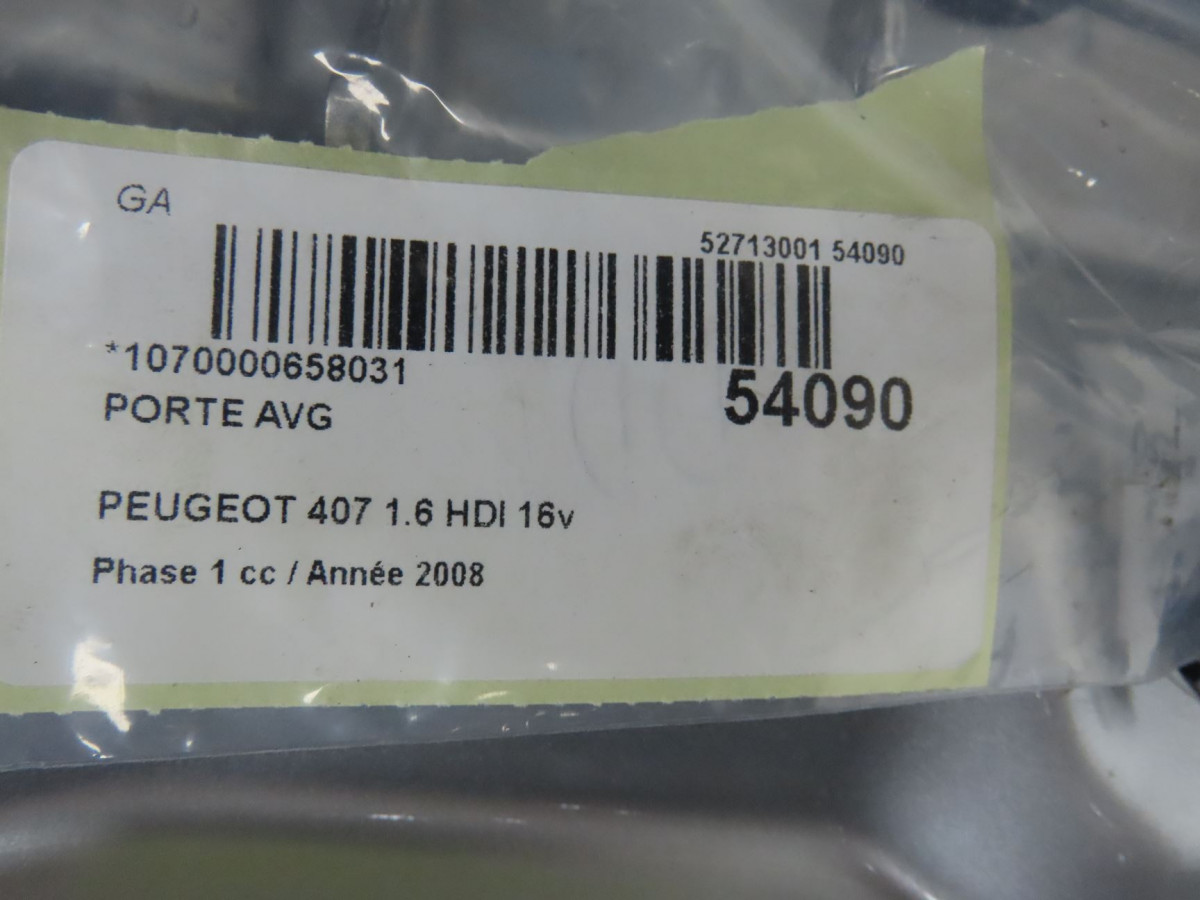 GA
52713001 54090
*1070000658031
54090
PORTE AVG
PEUGEOT 407 1.6 HDI 16v
Phase 1 cc / Année 2008